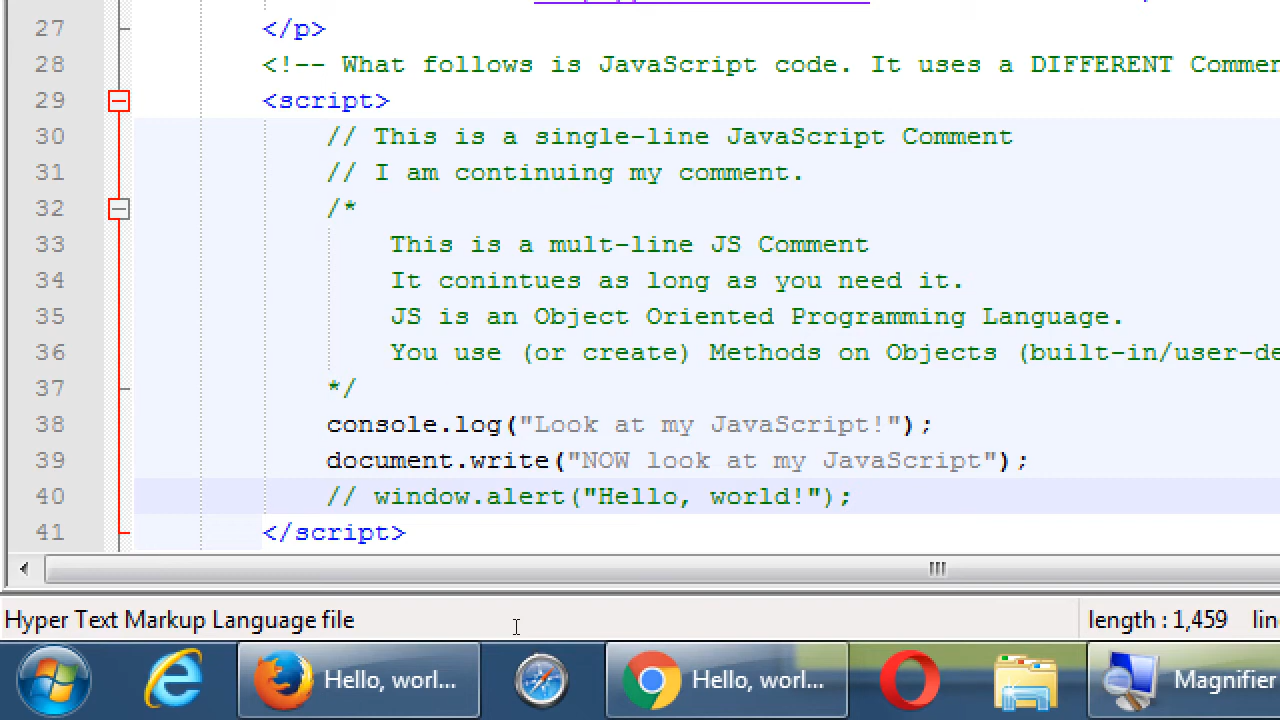 27 </p>
28 <!-- What follows is JavaScript code. It uses a DIFFERENT
29 <script>
30 // This is a single-line JavaScript Comment
31 // I am continuing my comment.
32 /*
33 This is a mult-line JS Comment
34 It conintues as long as you need it.
35 JS is an Object Oriented Programming Language.
36 You use (or create) Methods on Objects (built-in/user-de
37 */
38 console.log("Look at my JavaScript!");
39 document.write("NOW look at my JavaScript");
40 // window.alert("Hello, world!");
41 </script>
Hyper Text Markup Language file length : 1,459 lin
Hello, worl... Hello, worl... Magnifier